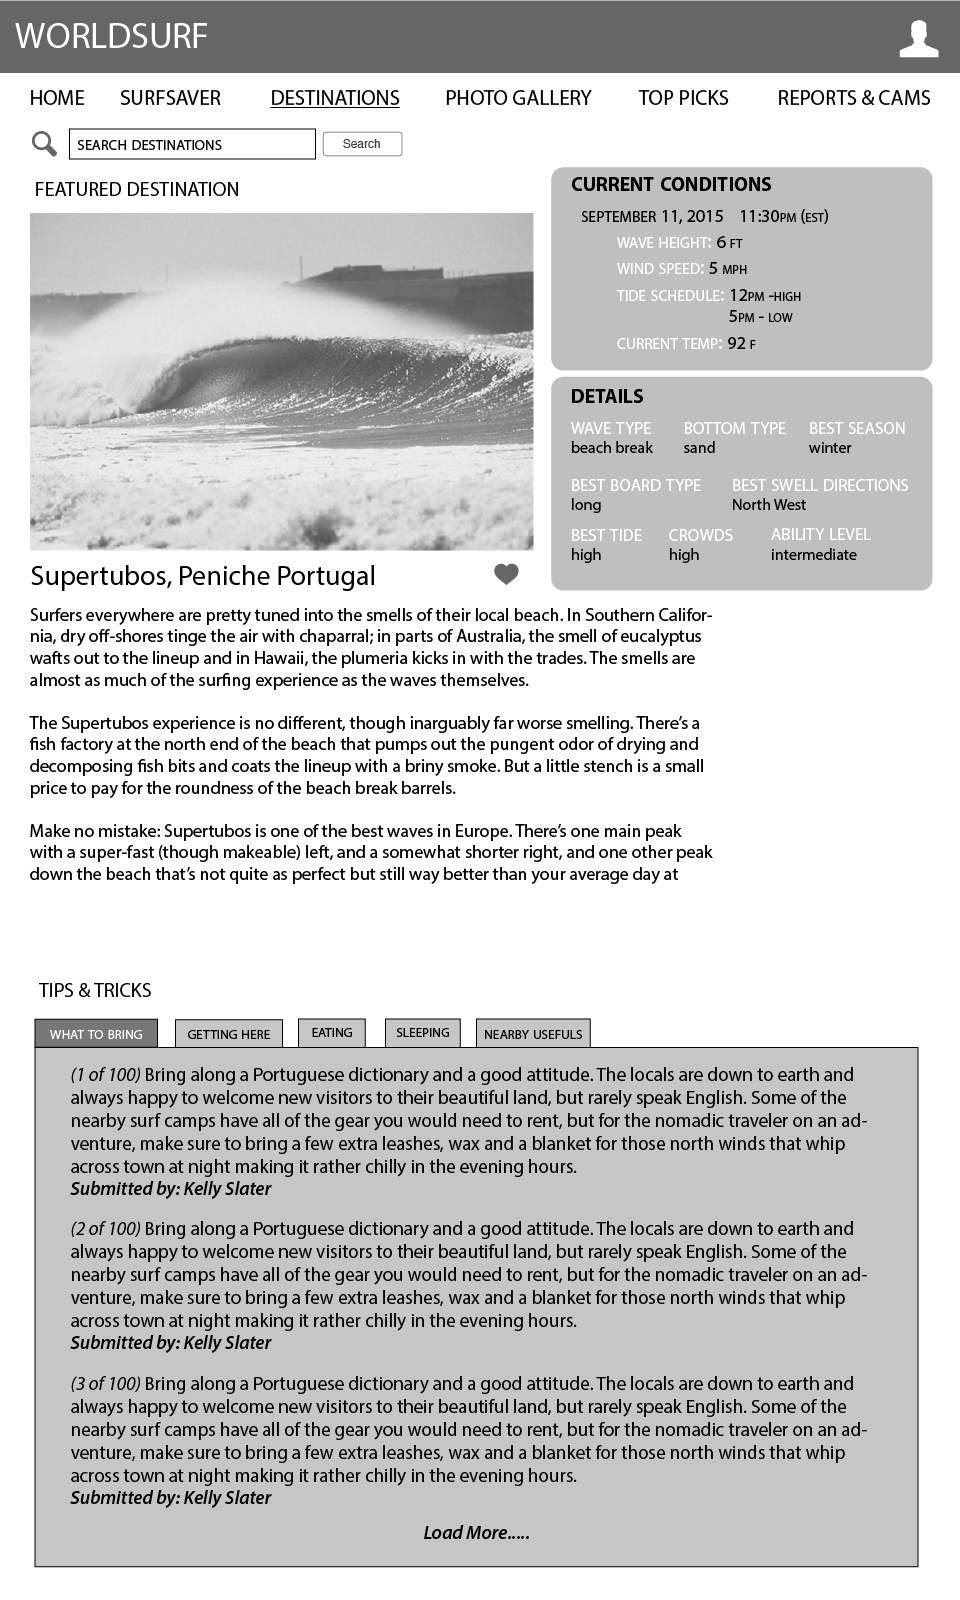 WORLDSURF
HOME SURFSAVER DESTINATIONS PHOTO GALLERY TOP PICKS REPORTS & CAMS
SEARCH DESTINATIONS Search
FEATURED DESTINATION
CURRENT CONDITIONS
SEPTEMBER 11, 2015 11:30PM (EST)
WAVE HEIGHT: 6 FT
WIND SPEED: 5 MPH
TIDE SCHEDULE: 12PM -HIGH
5PM - LOW
CURRENT TEMP: 92 F
DETAILS
WAVE TYPE BOTTOM TYPE BEST SEASON
beach break sand winter
BEST BOARD TYPE BEST SWELL DIRECTIONS
long North West
BEST TIDE CROWDS ABILITY LEVEL
high high intermediate
Supertubos, Peniche Portugal
Surfers everywhere are pretty tuned into the smells of their local beach. In Southern Califor-
nia, dry off-shores tinge the air with chaparral; in parts of Australia, the smell of eucalyptus
wafts out to the lineup and in Hawaii, the plumeria kicks in with the trades. The smells are
almost as much of the surfing experience as the waves themselves.
The Supertubos experience is no different, though inarguably far worse smelling. There's a
fish factory at the north end of the beach that pumps out the pungent odor of drying and
decomposing fish bits and coats the lineup with a briny smoke. But a little stench is a small
price to pay for the roundness of the beach break barrels.
Make no mistake: Supertubos is one of the best waves in Europe. There's one main peak
with a super-fast (though makeable) left, and a somewhat shorter right, and one other peak
down the beach that's not quite as perfect but still way better than your average day at
TIPS & TRICKS
WHAT TO BRING GETTING HERE EATING SLEEPING NEARBY USEFULS
(1 of 100) Bring along a Portuguese dictionary and a good attitude. The locals are down to earth and
always happy to welcome new visitors to their beautiful land, but rarely speak English. Some of the
nearby surf camps have all of the gear you would need to rent, but for the nomadic traveler on an ad-
venture, make sure to bring a few extra leashes, wax and a blanket for those north winds that whip
across town at night making it rather chilly in the evening hours.
Submitted by: Kelly Slater
(2 of 100) Bring along a Portuguese dictionary and a good attitude. The locals are down to earth and
always happy to welcome new visitors to their beautiful land, but rarely speak English. Some of the
nearby surf camps have all of the gear you would need to rent, but for the nomadic traveler on an ad-
venture, make sure to bring a few extra leashes, wax and a blanket for those north winds that whip
across town at night making it rather chilly in the evening hours.
Submitted by: Kelly Slater
(3 of 100) Bring along a Portuguese dictionary and a good attitude. The locals are down to earth and
always happy to welcome new visitors to their beautiful land, but rarely speak English. Some of the
nearby surf camps have all of the gear you would need to rent, but for the nomadic traveler on an ad-
venture, make sure to bring a few extra leashes, wax and a blanket for those north winds that whip
across town at night making it rather chilly in the evening hours.
Submitted by: Kelly Slater
Load More.....